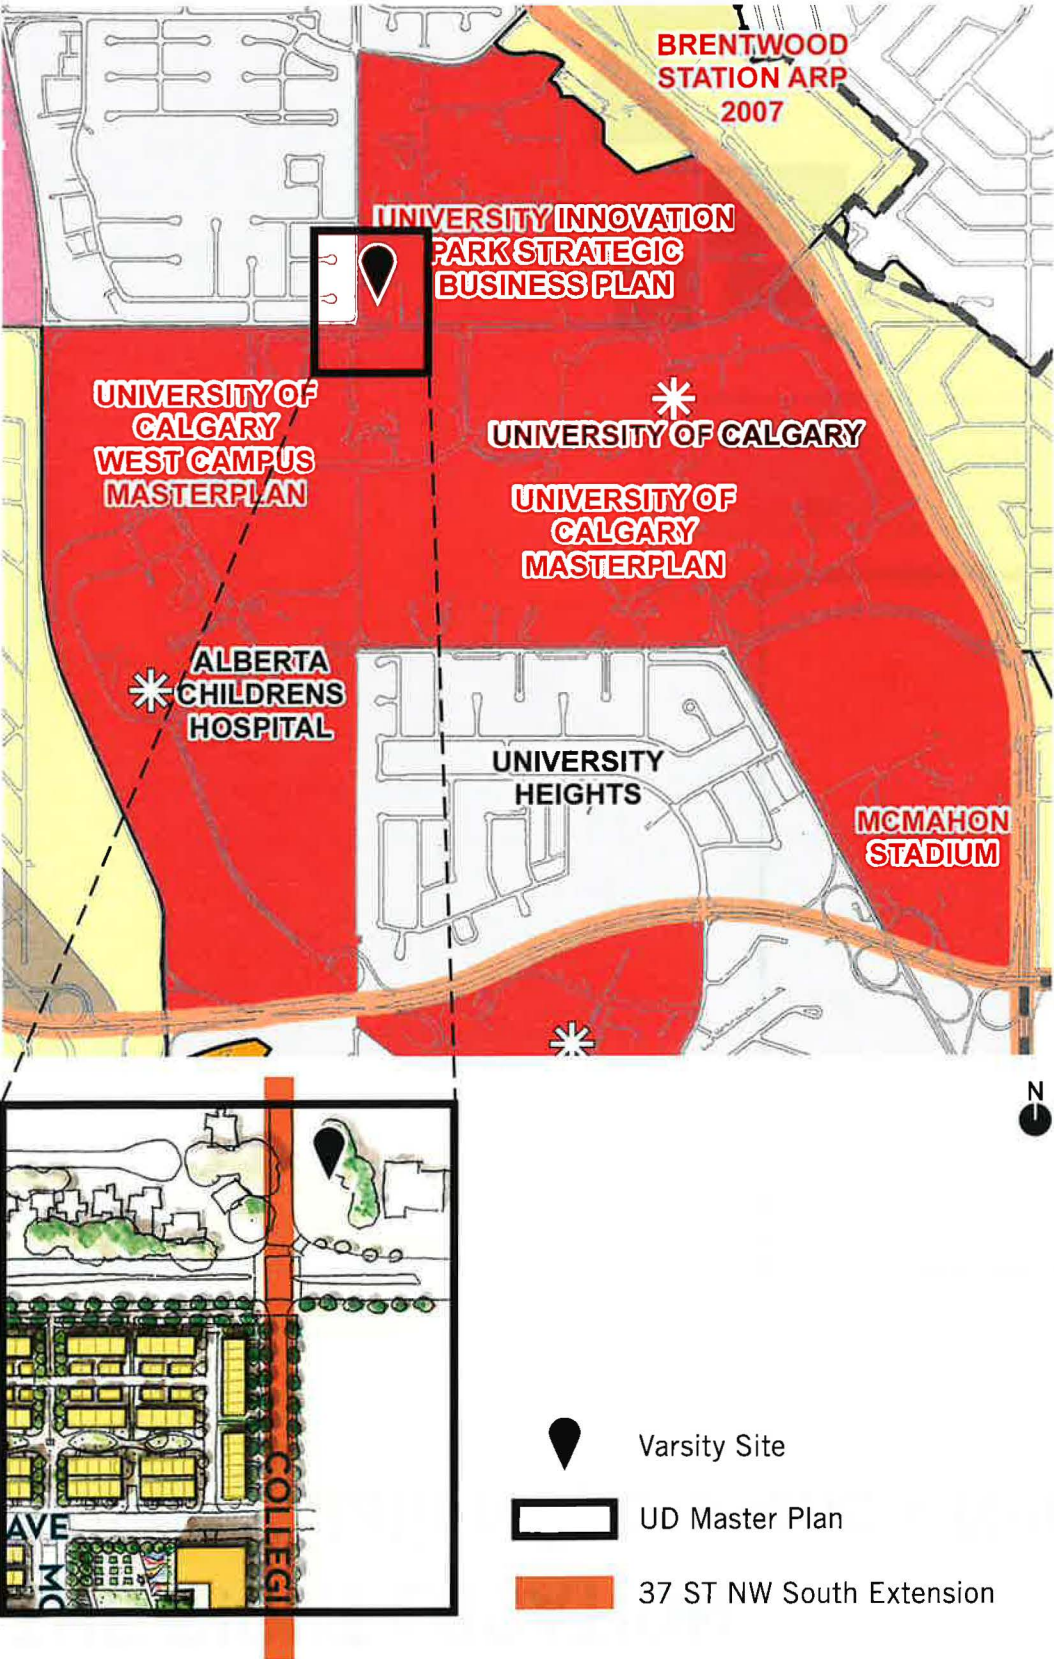 BRENTWOOD
STATION ARP
2007
UNIVERSITY INNOVATION
PARK STRATEGIC
BUSINESS PLAN
UNIVERSITY OF
CALGARY
WEST CAMPUS
MASTERPLAN
UNIVERSITY OF CALGARY
UNIVERSITY OF
CALGARY
MASTERPLAN
ALBERTA
CHILDRENS
HOSPITAL
UNIVERSITY
HEIGHTS
MCMAHON
STADIUM
N
COLLEGI
AVE
MC
Varsity Site
UD Master Plan
37 ST NW South Extension